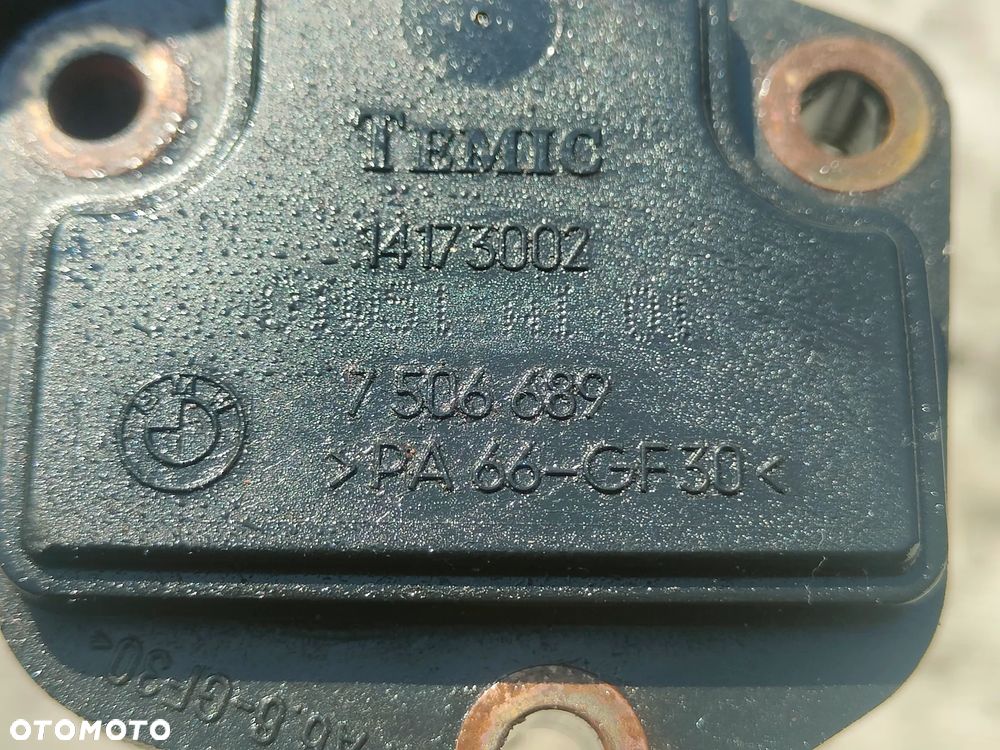 TEMIC
14173002
7 506 689
>PA 66-GF30<
OTOMOTO